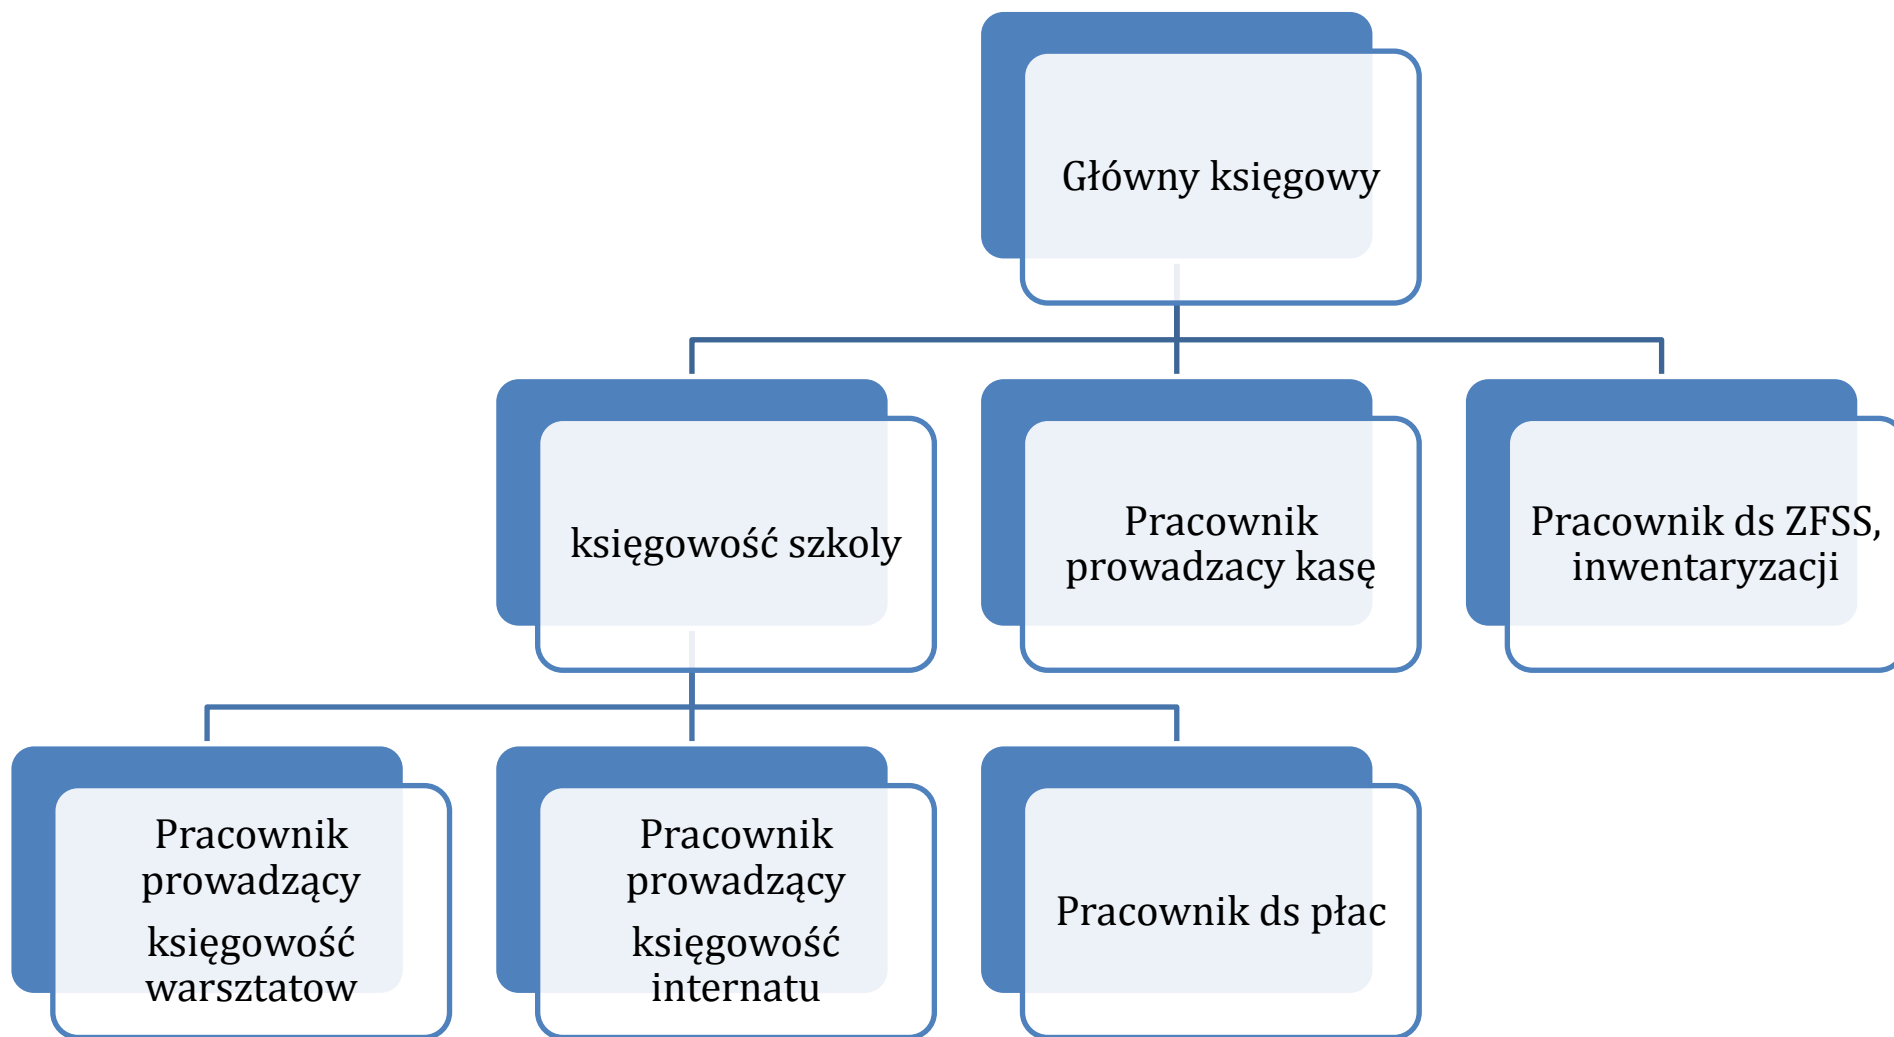 Główny księgowy
księgowość szkoly
Pracownik
prowadzacy kasę
Pracownik ds ZFSS,
inwentaryzacji
Pracownik
prowadzący
księgowość
warsztatow
Pracownik
prowadzący
księgowość
internatu
Pracownik ds płac